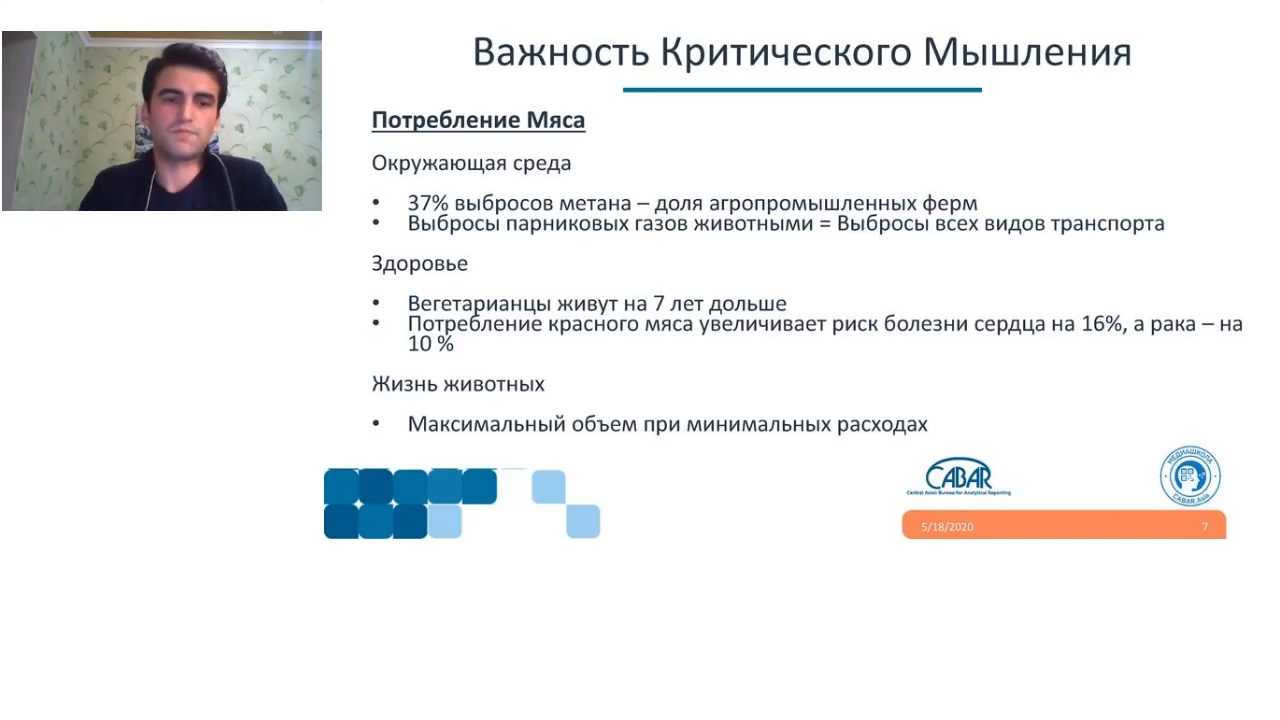 Важность Критического Мышления
Потребление Мяса
Окружающая среда
• 37% выбросов метана – доля агропромышленных ферм
• Выбросы парниковых газов животными = Выбросы всех видов транспорта
Здоровье
• Вегетарианцы живут на 7 лет дольше
• Потребление красного мяса увеличивает риск болезни сердца на 16%, а рака – на
10 %
Жизнь животных
• Максимальный объем при минимальных расходах
CABAR
Central Asian Bureau for Analytical Reporting
МЕДИАШКОЛА
CABAR.Asia
5/18/2020
7